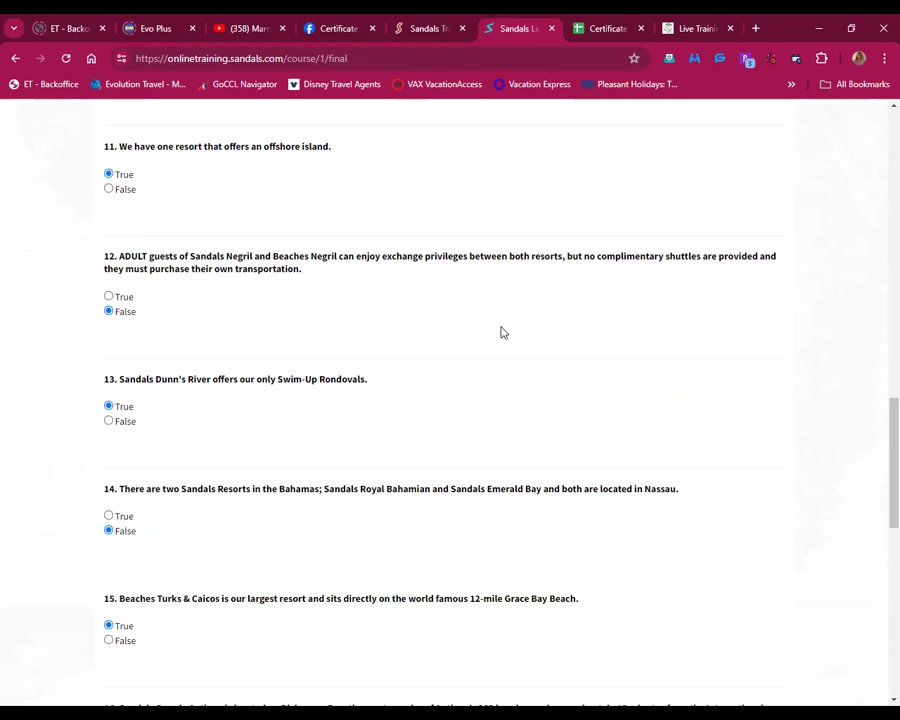 ET - Backo
Evo Plus
(358) Marr
Certificate
Sandals Tr
Sandals Le
Certificate
Live Traini
https://onlinetraining.sandals.com/course/1/final
ET - Backoffice
Evolution Travel - M...
GoCCL Navigator
Disney Travel Agents
VAX VacationAccess
Vacation Express
Pleasant Holidays: T...
All Bookmarks
11. We have one resort that offers an offshore island.
True
False
12. ADULT guests of Sandals Negril and Beaches Negril can enjoy exchange privileges between both resorts, but no complimentary shuttles are provided and
they must purchase their own transportation.
True
False
13. Sandals Dunn's River offers our only Swim-Up Rondovals.
True
False
14. There are two Sandals Resorts in the Bahamas; Sandals Royal Bahamian and Sandals Emerald Bay and both are located in Nassau.
True
False
15. Beaches Turks & Caicos is our largest resort and sits directly on the world famous 12-mile Grace Bay Beach.
True
False